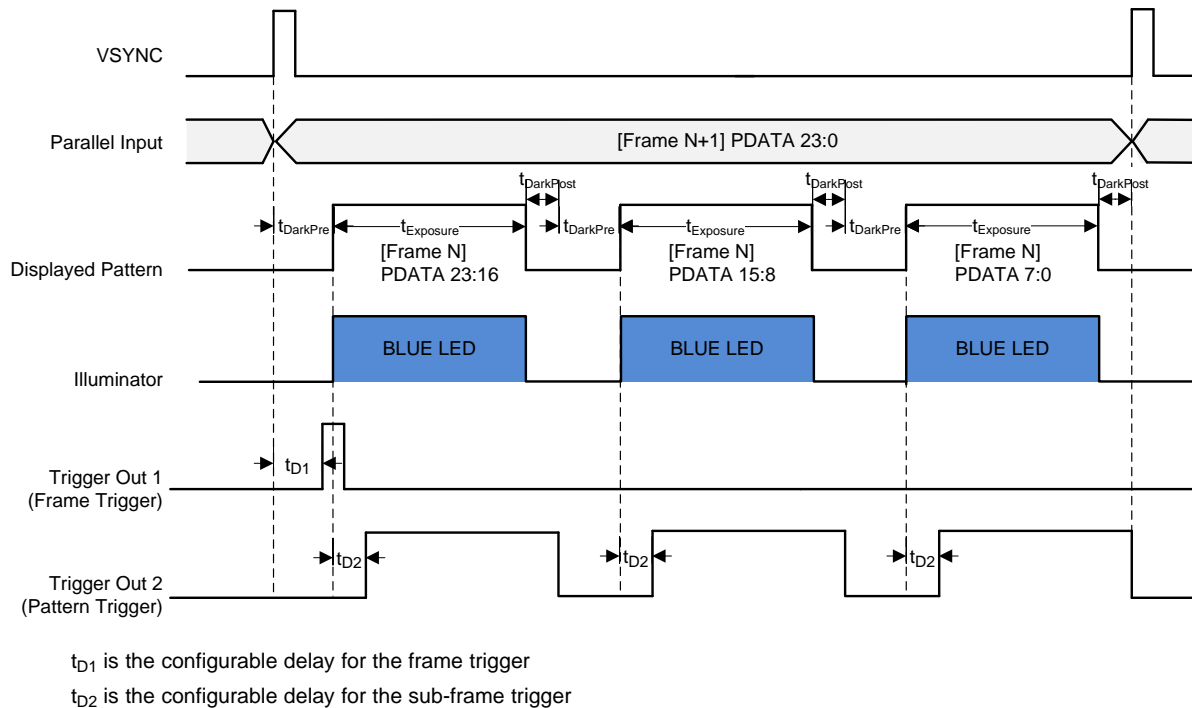 VSYNC
Parallel Input
[Frame N+1] PDATA 23:0
tDarkPost
tDarkPost
tDarkPost
tDarkPre
tExposure
tDarkPre
tExposure
tDarkPre
tExposure
Displayed Pattern
[Frame N]
PDATA 23:16
[Frame N]
PDATA 15:8
[Frame N]
PDATA 7:0
Illuminator
BLUE LED
BLUE LED
BLUE LED
tD1
Trigger Out 1
(Frame Trigger)
tD2
tD2
tD2
Trigger Out 2
(Pattern Trigger)
tD1 is the configurable delay for the frame trigger
tD2 is the configurable delay for the sub-frame trigger